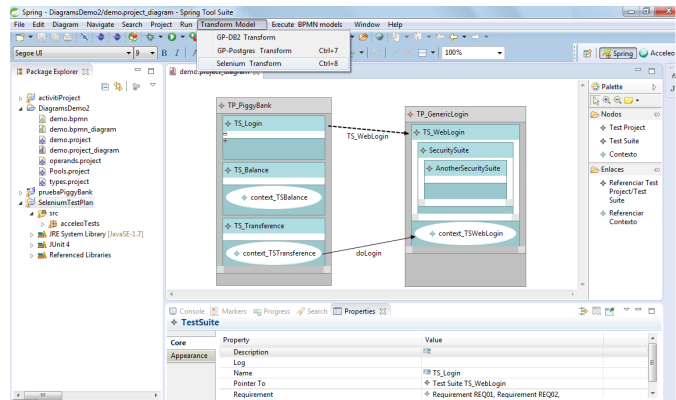 Spring - DiagramsDemo2/demo.project_diagram - Spring Tool Suite
File Edit Diagram Navigate Search Project Transform Model Execute BPMN models Window Help
GP-DB2 Transform
GP-Postgres Transform Ctrl+7
Selenium Transform Ctrl+8
Segoe UI 9 B I A 100% Spring Acceleo
Package Explorer
activitiProject
DiagramsDemo2
demo.bpmn
demo.bpmn_diagram
demo.project
demo.project_diagram
operands.project
Pools.project
types.project
pruebaPiggyBank
SeleniumTestPlan
src
acceleoTests
JRE System Library [JavaSE-1.7]
JUnit 4
Referenced Libraries
TP_PiggyBank
TS_Login
TS_Balance
context_TSBalance
TS_Transference
context_TSTransference
TS_WebLogin
doLogin
TP_GenericLogin
TS_WebLogin
SecuritySuite
AnotherSecuritySuite
context_TSWebLogin
Palette
Nodos
Test Project
Test Suite
Contexto
Enlaces
Referenciar Test
Project/Test
Suite
Referenciar
Contexto
Console Markers Progress Search Properties
TestSuite
Core
Appearance
Property Value
Description
Log
Name TS_Login
Pointer To Test Suite TS_WebLogin
Requirement Requirement REQ01, Requirement REQ02,